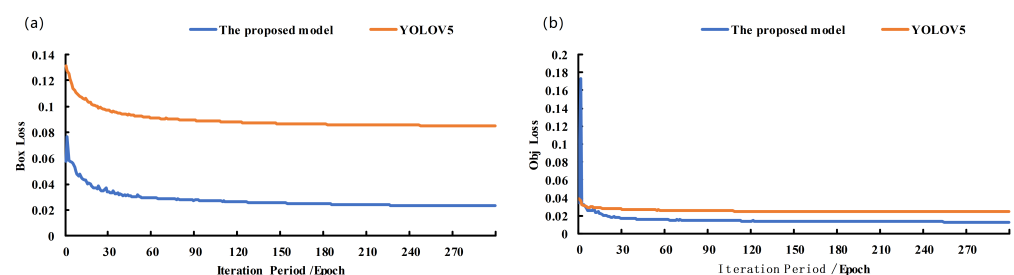 (a)
The proposed model
YOLOV5
0.14
0.12
0.1
0.08
0.06
0.04
0.02
0
Box Loss
0 30 60 90 120 150 180 210 240 270
Iteration Period /Epoch
(b)
The proposed model
YOLOV5
0.2
0.18
0.16
0.14
0.12
0.10
0.08
0.06
0.04
0.02
0
Obj Loss
0 30 60 90 120 150 180 210 240 270
Iteration Period /Epoch